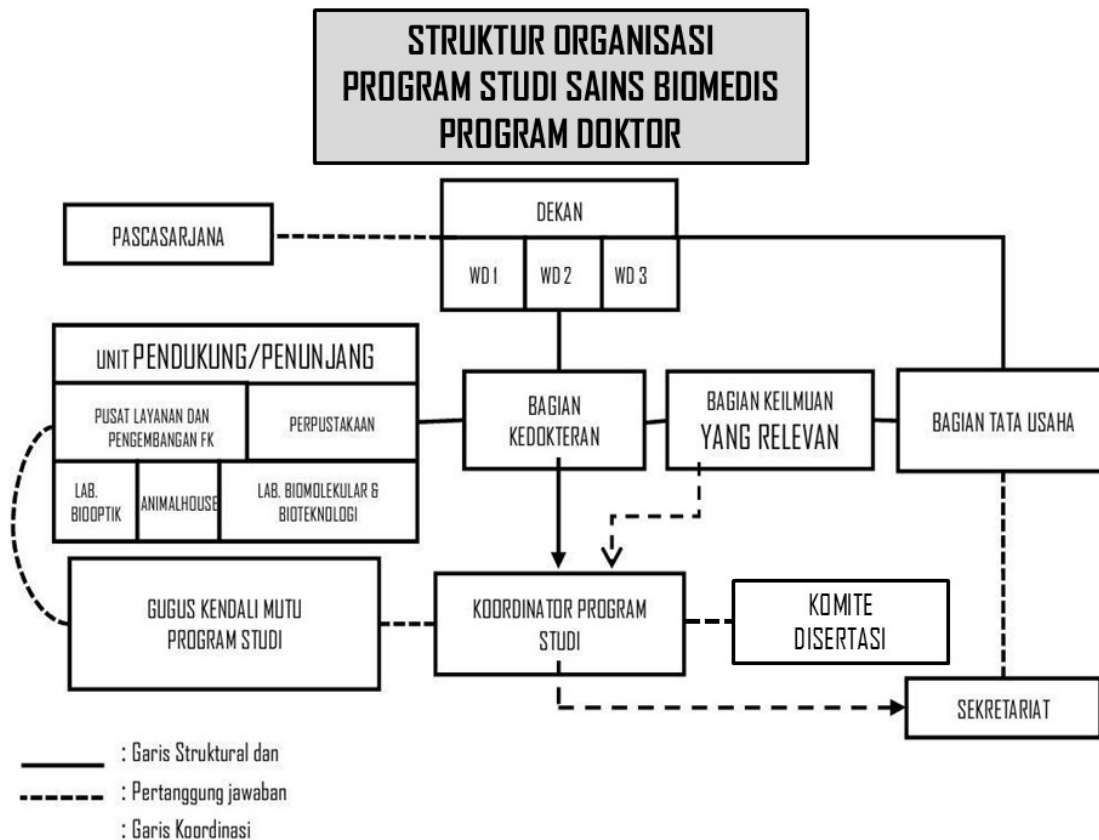 STRUKTUR ORGANISASI
PROGRAM STUDI SAINS BIOMEDIS
PROGRAM DOKTOR
DEKAN
PASCASARJANA
WD 1
WD 2
WD 3
UNIT PENDUKUNG/PENUNJANG
PUSAT LAYANAN DAN
PENGEMBANGAN FK
PERPUSTAKAAN
LAB.
BIOOPTIK
ANIMALHOUSE
LAB. BIOMOLEKULAR &
BIOTEKNOLOGI
BAGIAN
KEDOKTERAN
BAGIAN KEILMUAN
YANG RELEVAN
BAGIAN TATA USAHA
GUGUS KENDALI MUTU
PROGRAM STUDI
KOORDINATOR PROGRAM
STUDI
KOMITE
DISERTASI
SEKRETARIAT
: Garis Struktural dan
: Pertanggung jawaban
: Garis Koordinasi